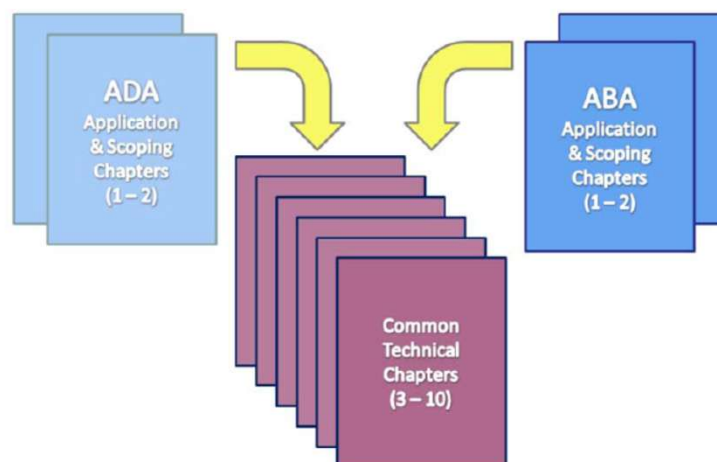 ADA
Application
& Scoping
Chapters
(1 – 2)
ABA
Application
& Scoping
Chapters
(1 – 2)
Common
Technical
Chapters
(3 – 10)